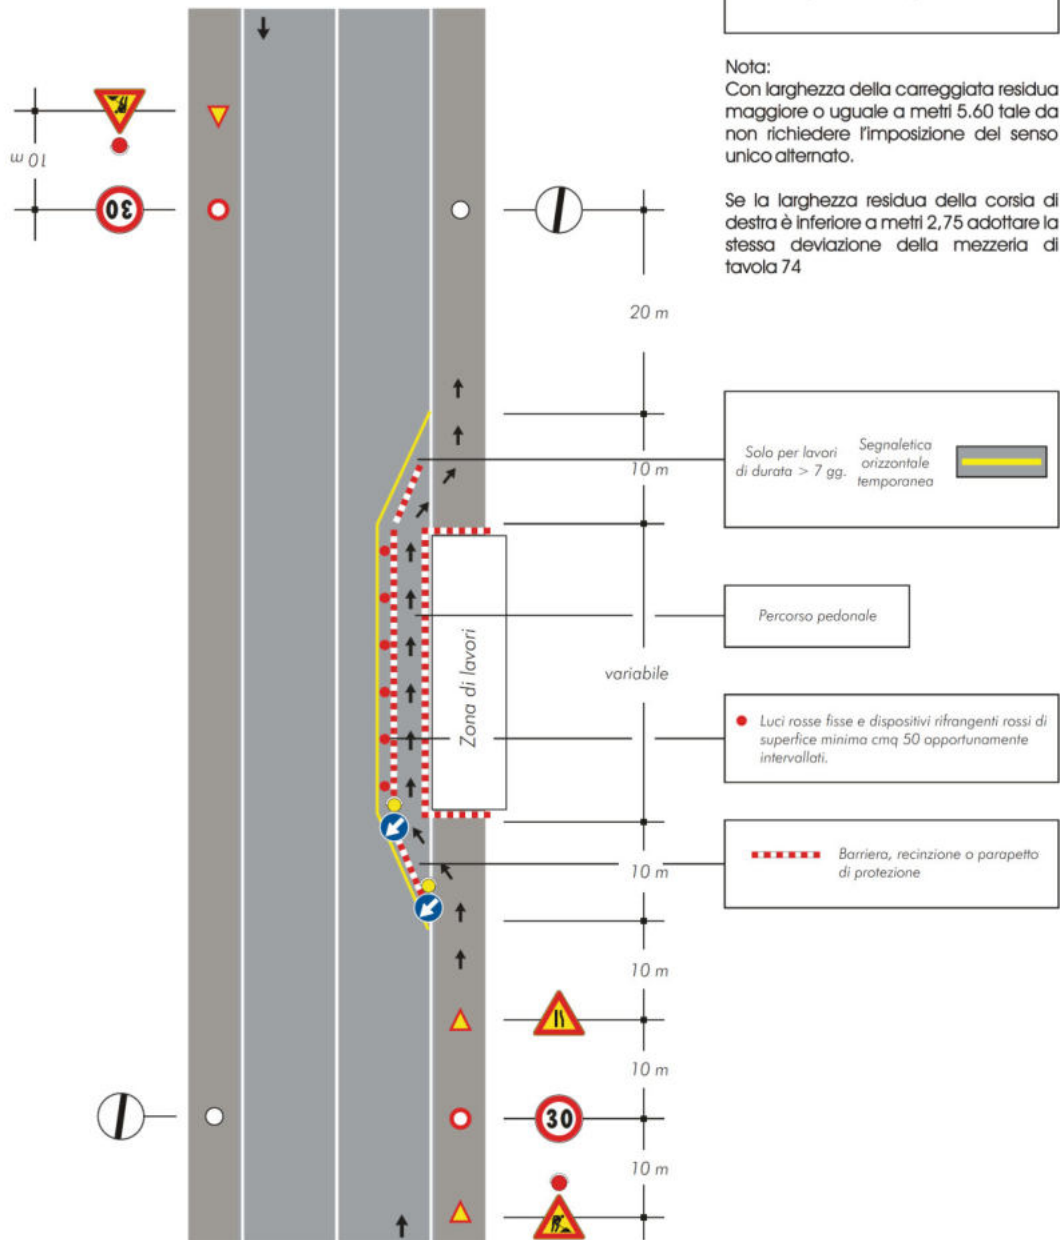 Nota:
Con larghezza della carreggiata residua
maggiore o uguale a metri 5.60 tale da
non richiedere l'imposizione del senso
unico alternato.
Se la larghezza residua della corsia di
destra è inferiore a metri 2,75 adottare la
stessa deviazione della mezzeria di
tavola 74
10 m
30
20 m
10 m
Solo per lavori
di durata > 7 gg.
Segnaletica
orizzontale
temporanea
Percorso pedonale
Zona di lavori
variabile
Luci rosse fisse e dispositivi rifrangenti rossi di
superfice minima cmq 50 opportunamente
intervallati.
Barriera, recinzione o parapetto
di protezione
10 m
10 m
10 m
30
10 m